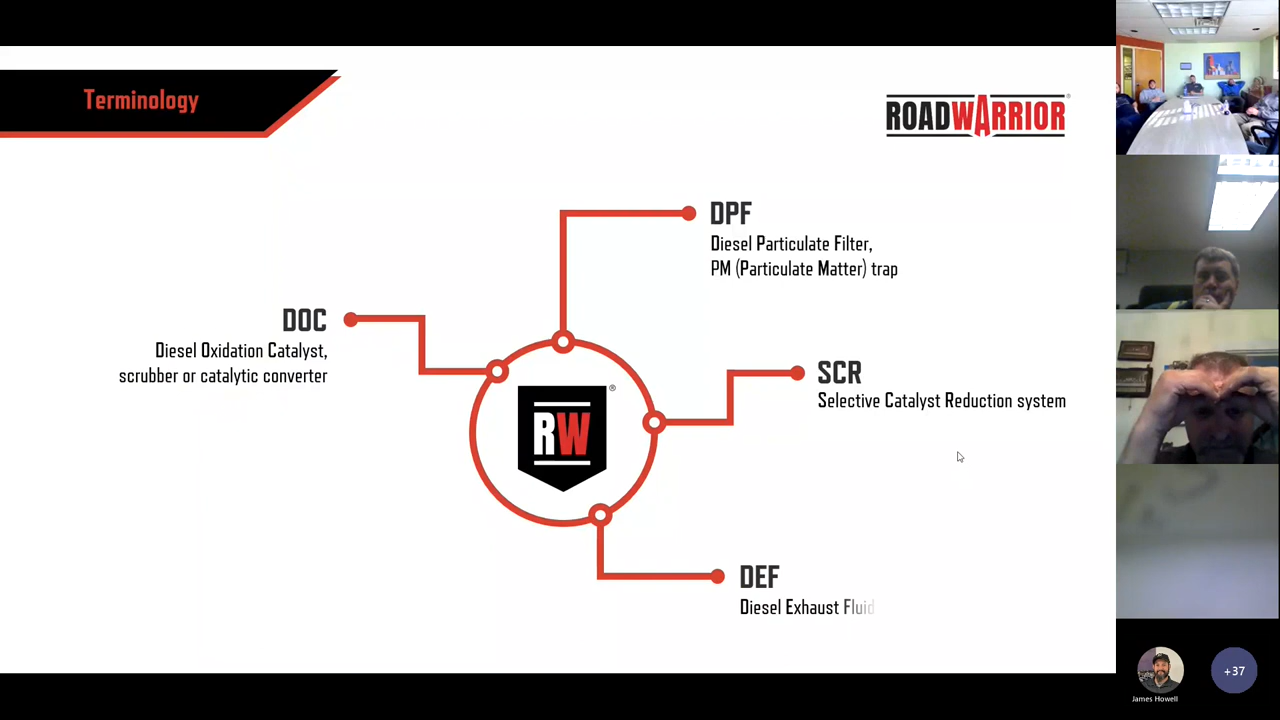 Terminology
ROADWARRIOR®
DPF
Diesel Particulate Filter,
PM (Particulate Matter) trap
DOC
Diesel Oxidation Catalyst,
scrubber or catalytic converter
SCR
Selective Catalyst Reduction system
RW®
DEF
Diesel Exhaust Fluid
+37
James Howell